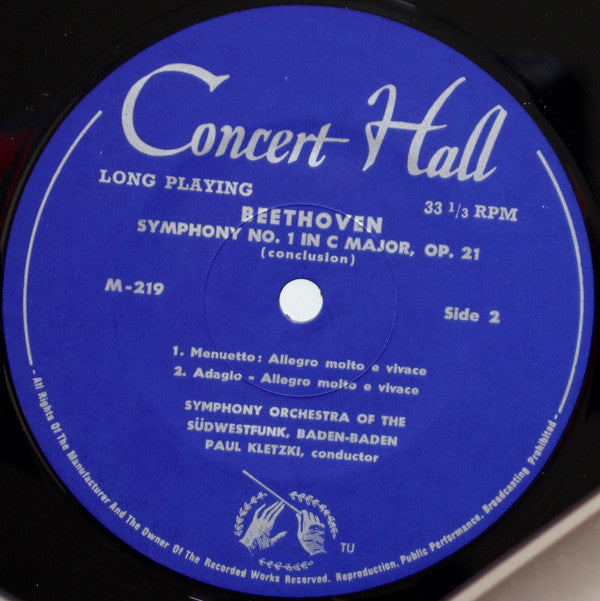 Concert Hall
LONG PLAYING
33 1/3 RPM
BEETHOVEN
SYMPHONY NO. 1 IN C MAJOR, OP. 21
(conclusion)
M-219
Side 2
1. Menuetto: Allegro molto e vivace
2. Adagio - Allegro molto e vivace
SYMPHONY ORCHESTRA OF THE
SÜDWESTFUNK, BADEN-BADEN
PAUL KLETZKI, conductor
TU
- All Rights Of The Manufacturer And The Owner Of The Recorded Works Reserved. Reproduction, Public Performance, Broadcasting Prohibited -